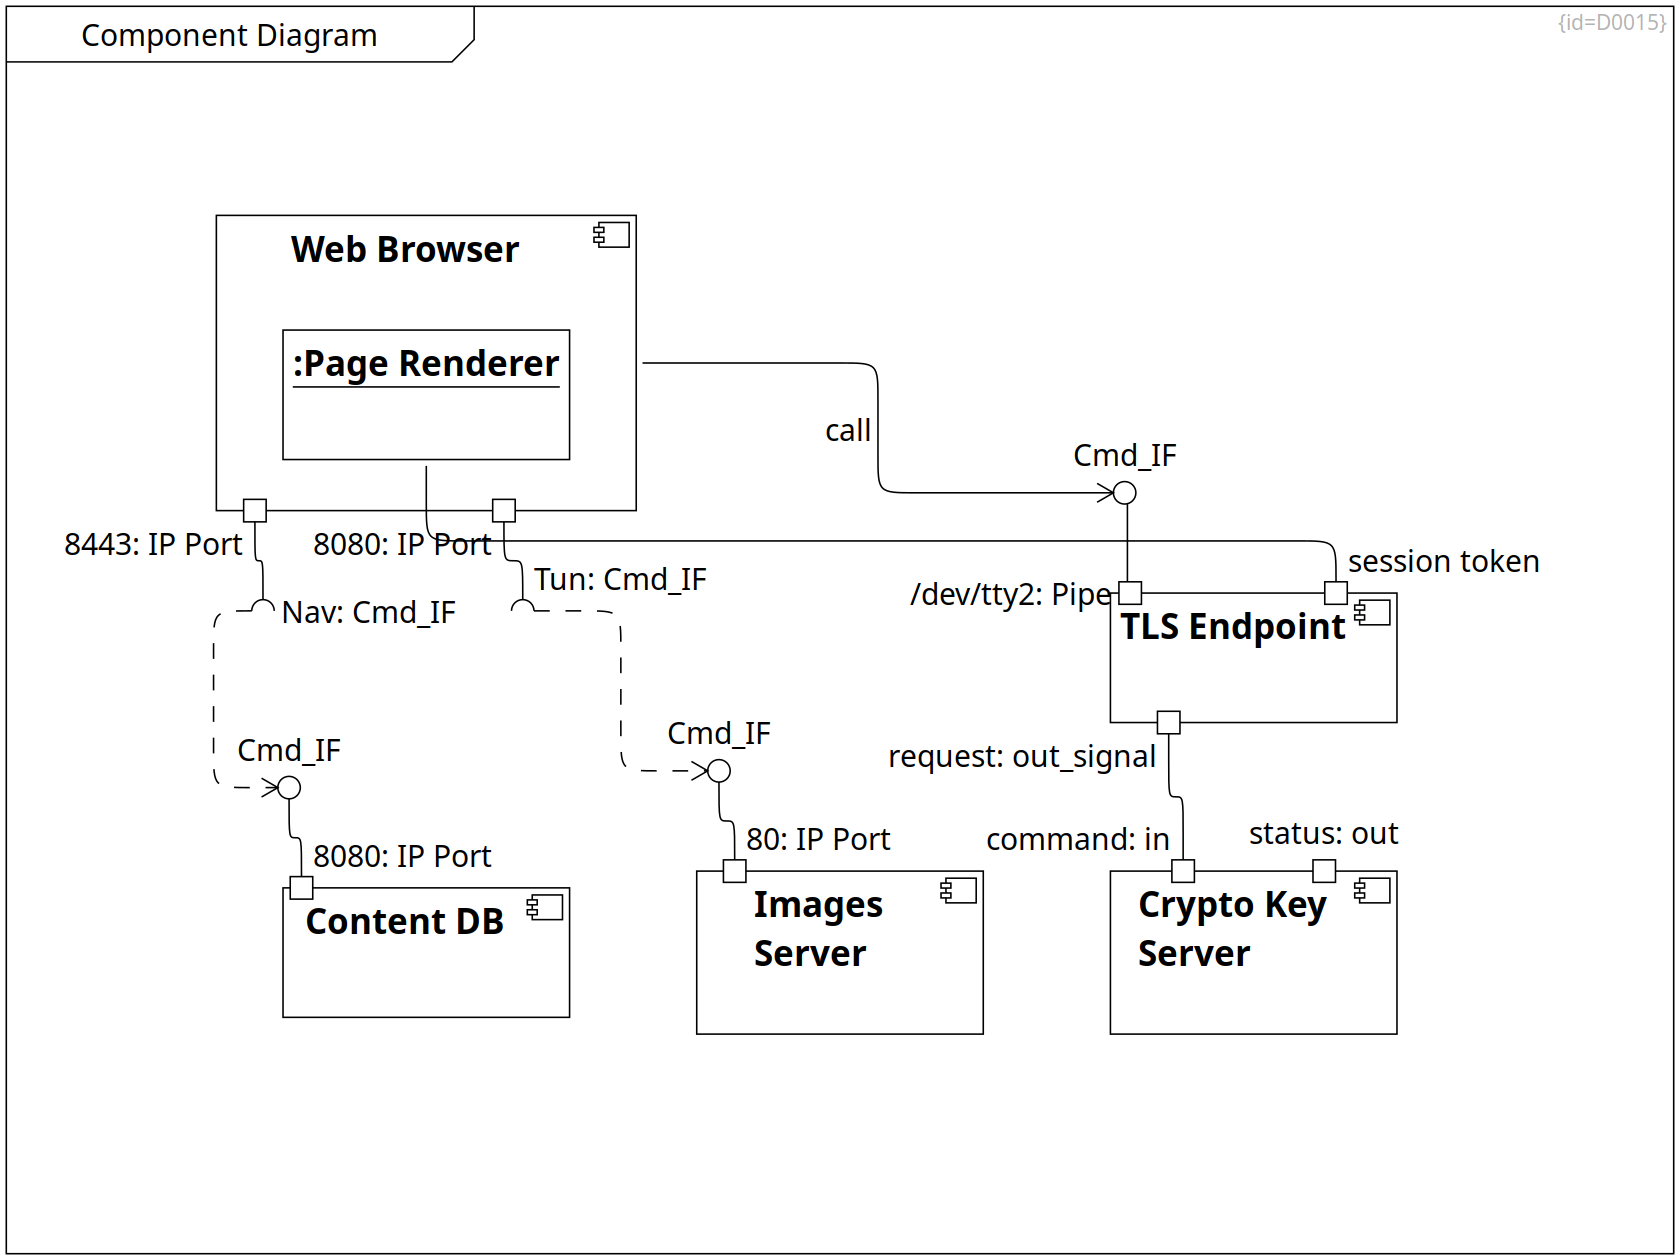 Component Diagram
{id=D0015}
Web Browser
:Page Renderer
call
Cmd_IF
8443: IP Port
8080: IP Port
session token
Tun: Cmd_IF
/dev/tty2: Pipe
Nav: Cmd_IF
TLS Endpoint
Cmd_IF
Cmd_IF
request: out_signal
8080: IP Port
80: IP Port
command: in
status: out
Content DB
Images
Server
Crypto Key
Server